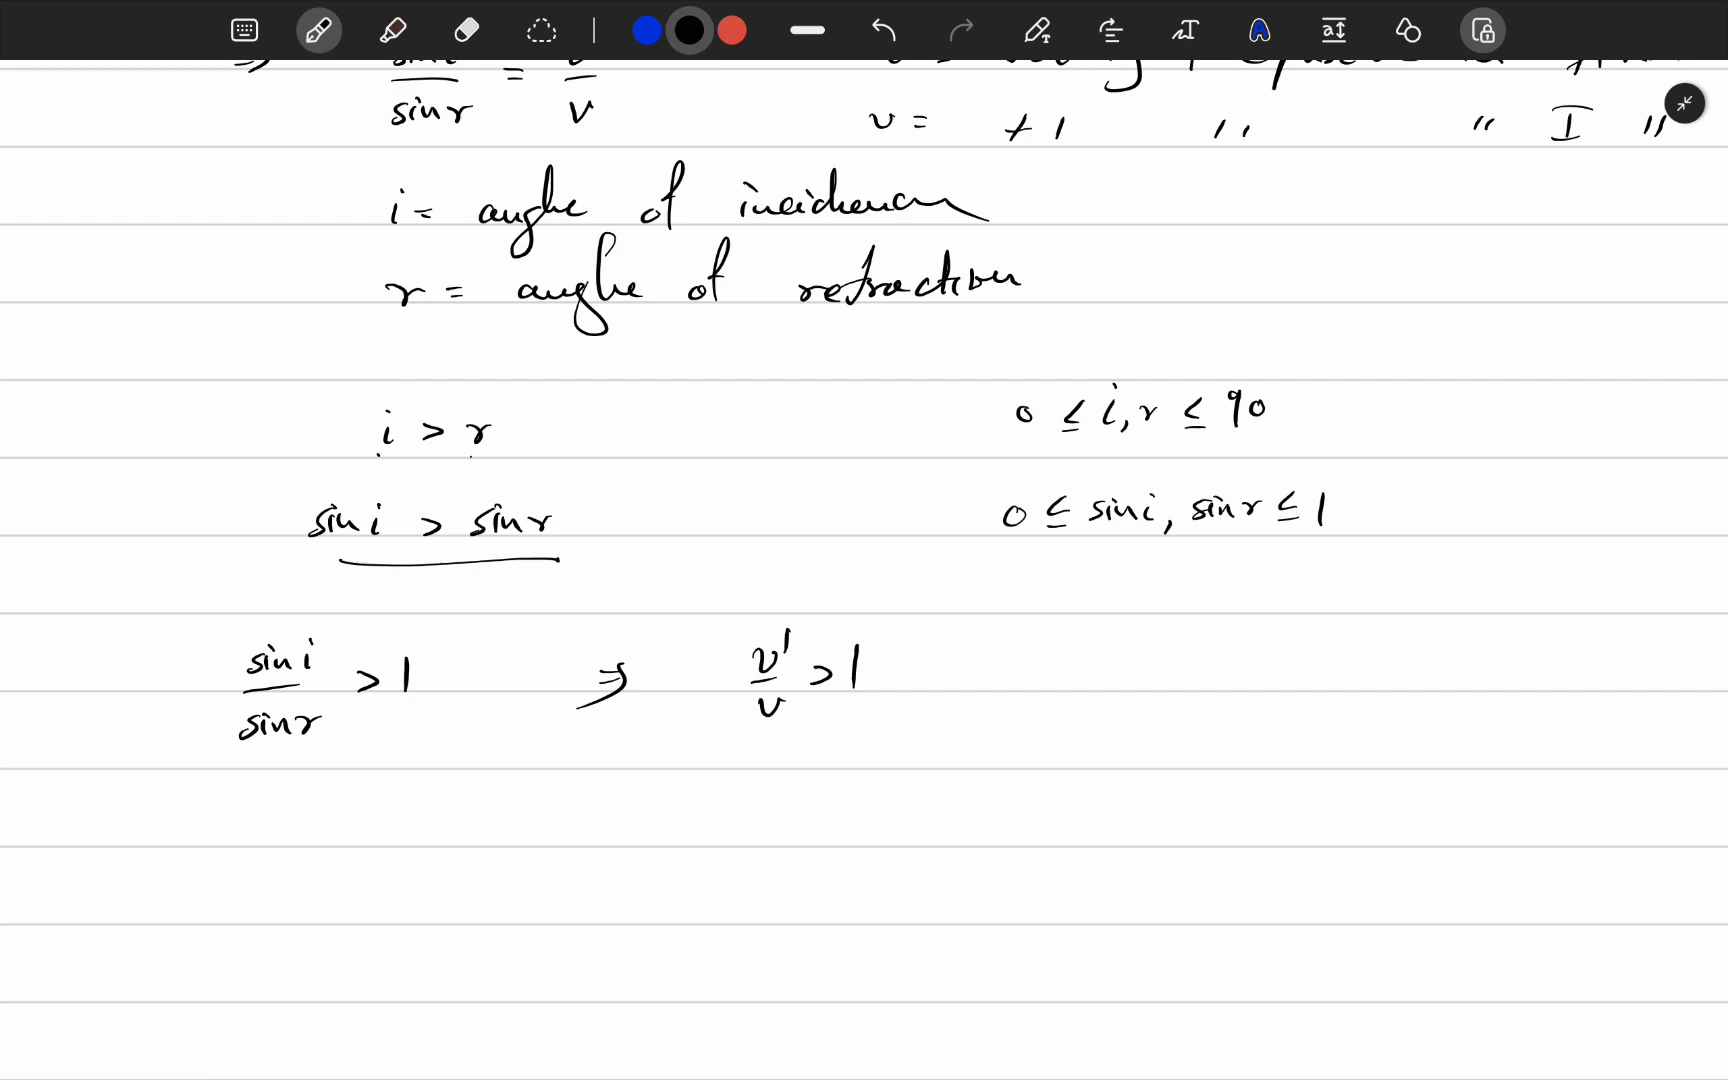 sin r v
v = ,, ,, " I "
i = angle of incidence
r = angle of refraction
i > r 0 ≤ i, r ≤ 90
sin i > sin r 0 ≤ sin i, sin r ≤ 1
sin i / sin r > 1 ⇒ v' / v > 1